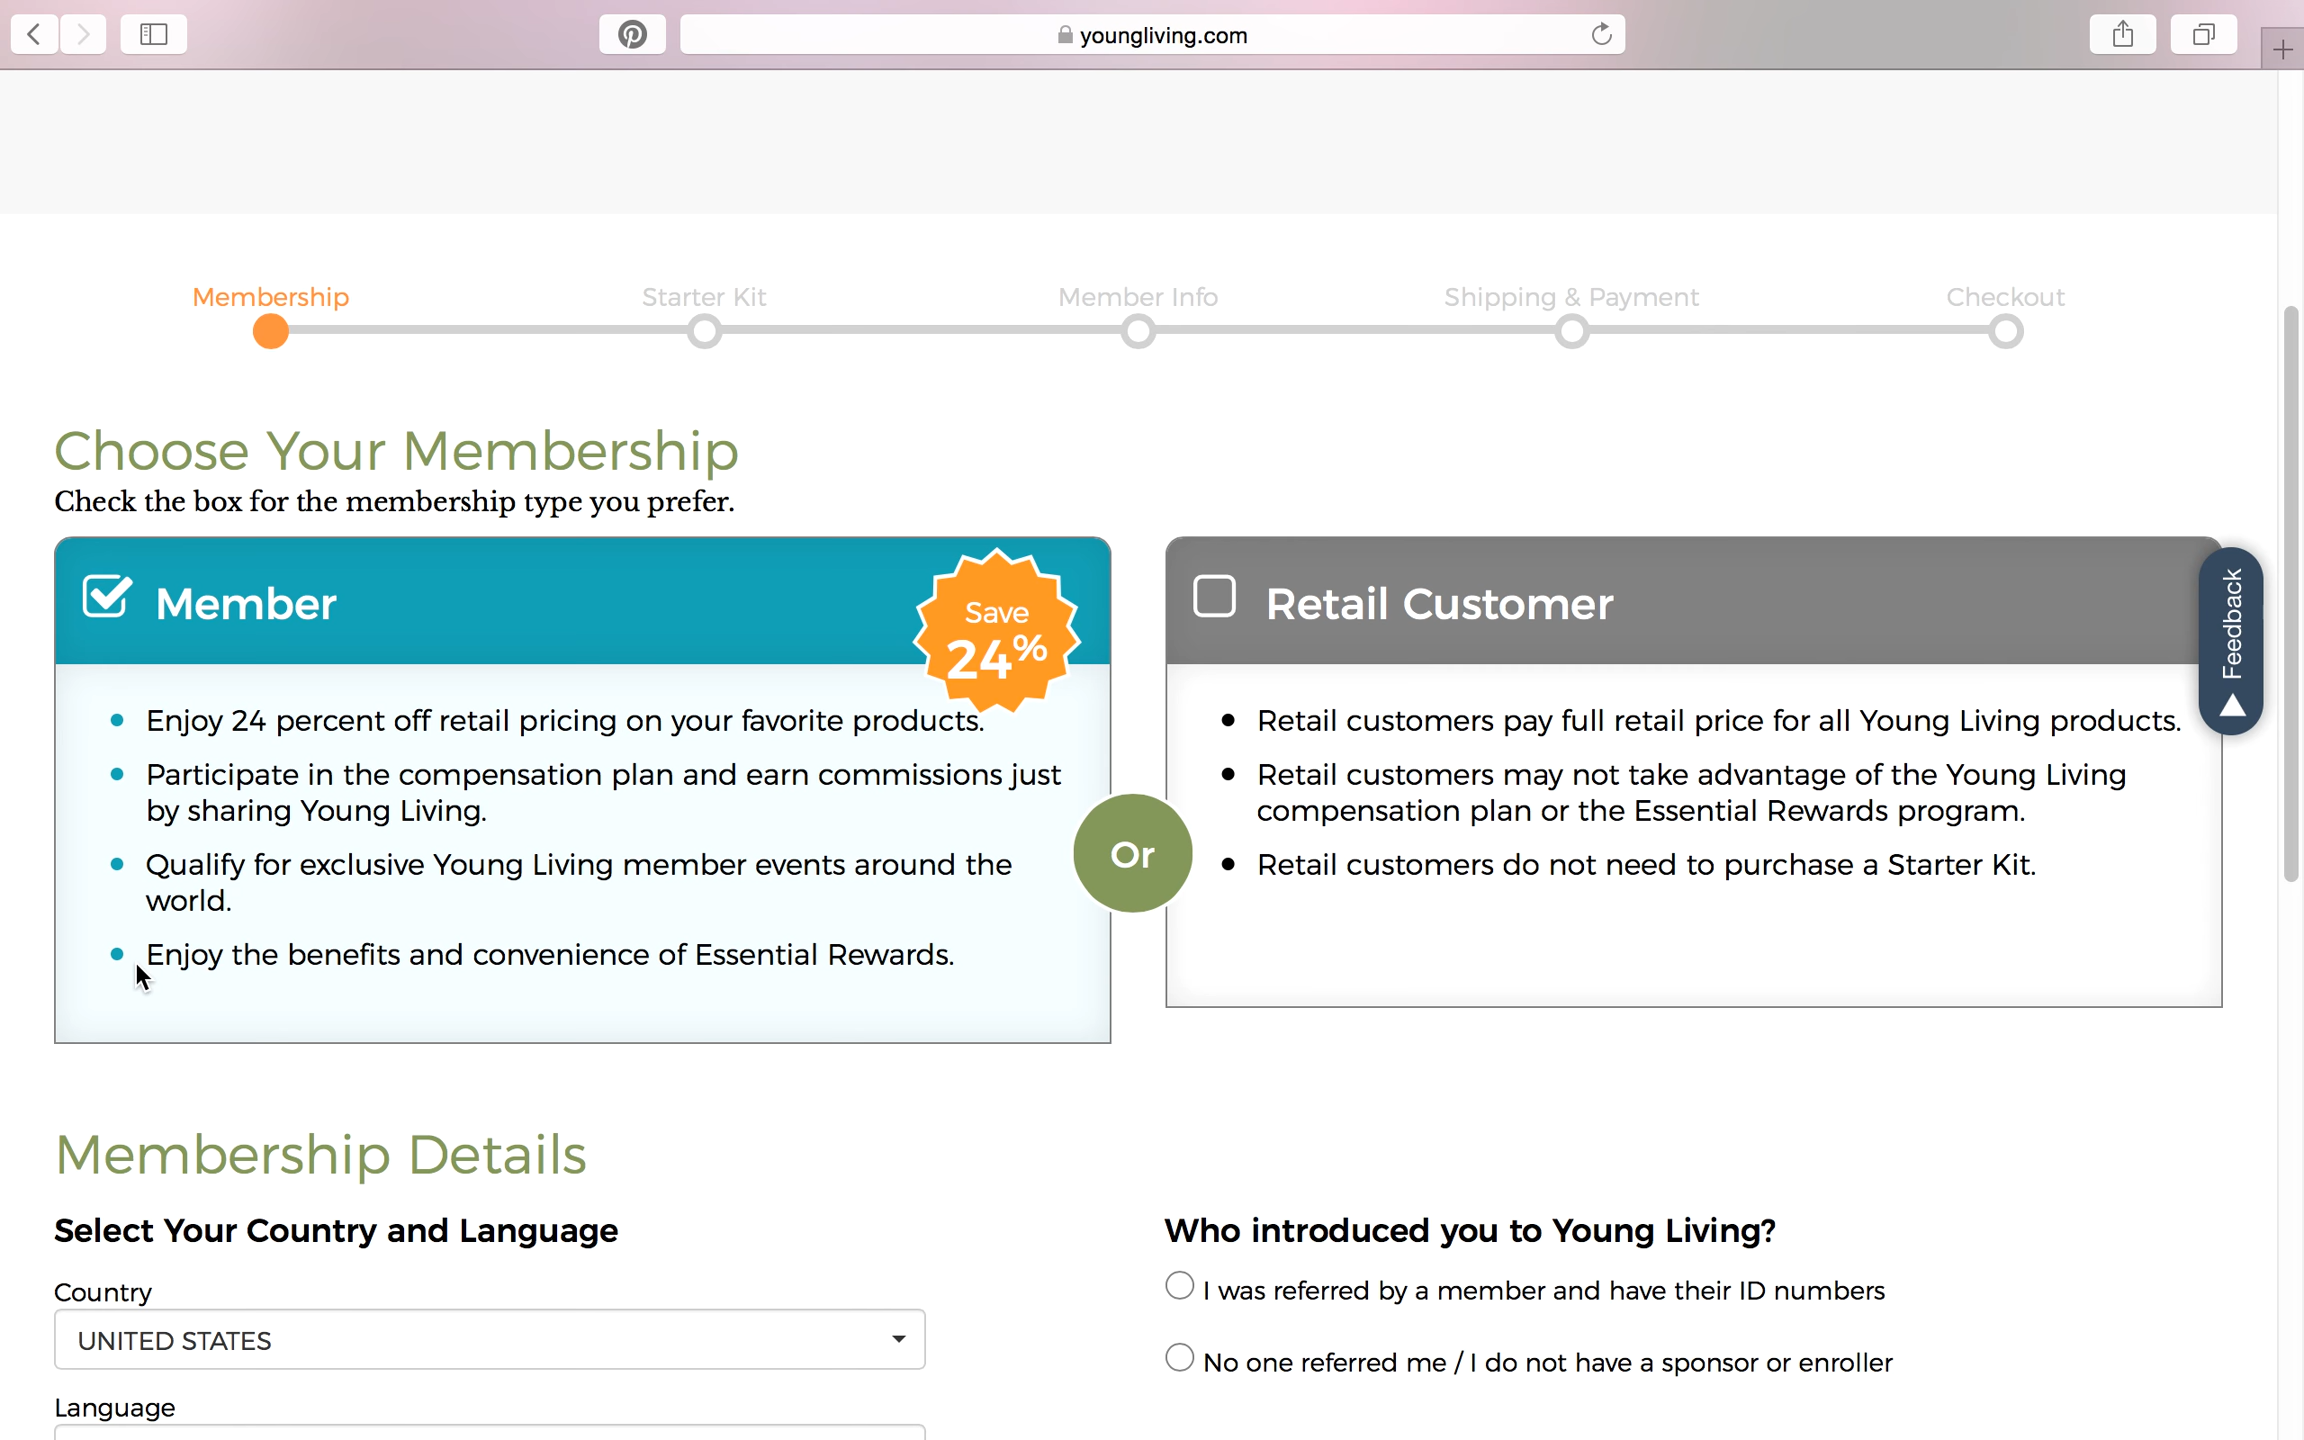 youngliving.com
Membership
Starter Kit
Member Info
Shipping & Payment
Checkout
Choose Your Membership
Check the box for the membership type you prefer.
Member
Save
24%
Enjoy 24 percent off retail pricing on your favorite products.
Participate in the compensation plan and earn commissions just
by sharing Young Living.
Qualify for exclusive Young Living member events around the
world.
Enjoy the benefits and convenience of Essential Rewards.
Or
Retail Customer
Retail customers pay full retail price for all Young Living products.
Retail customers may not take advantage of the Young Living
compensation plan or the Essential Rewards program.
Retail customers do not need to purchase a Starter Kit.
Feedback
Membership Details
Select Your Country and Language
Country
UNITED STATES
Language
Who introduced you to Young Living?
I was referred by a member and have their ID numbers
No one referred me / I do not have a sponsor or enroller